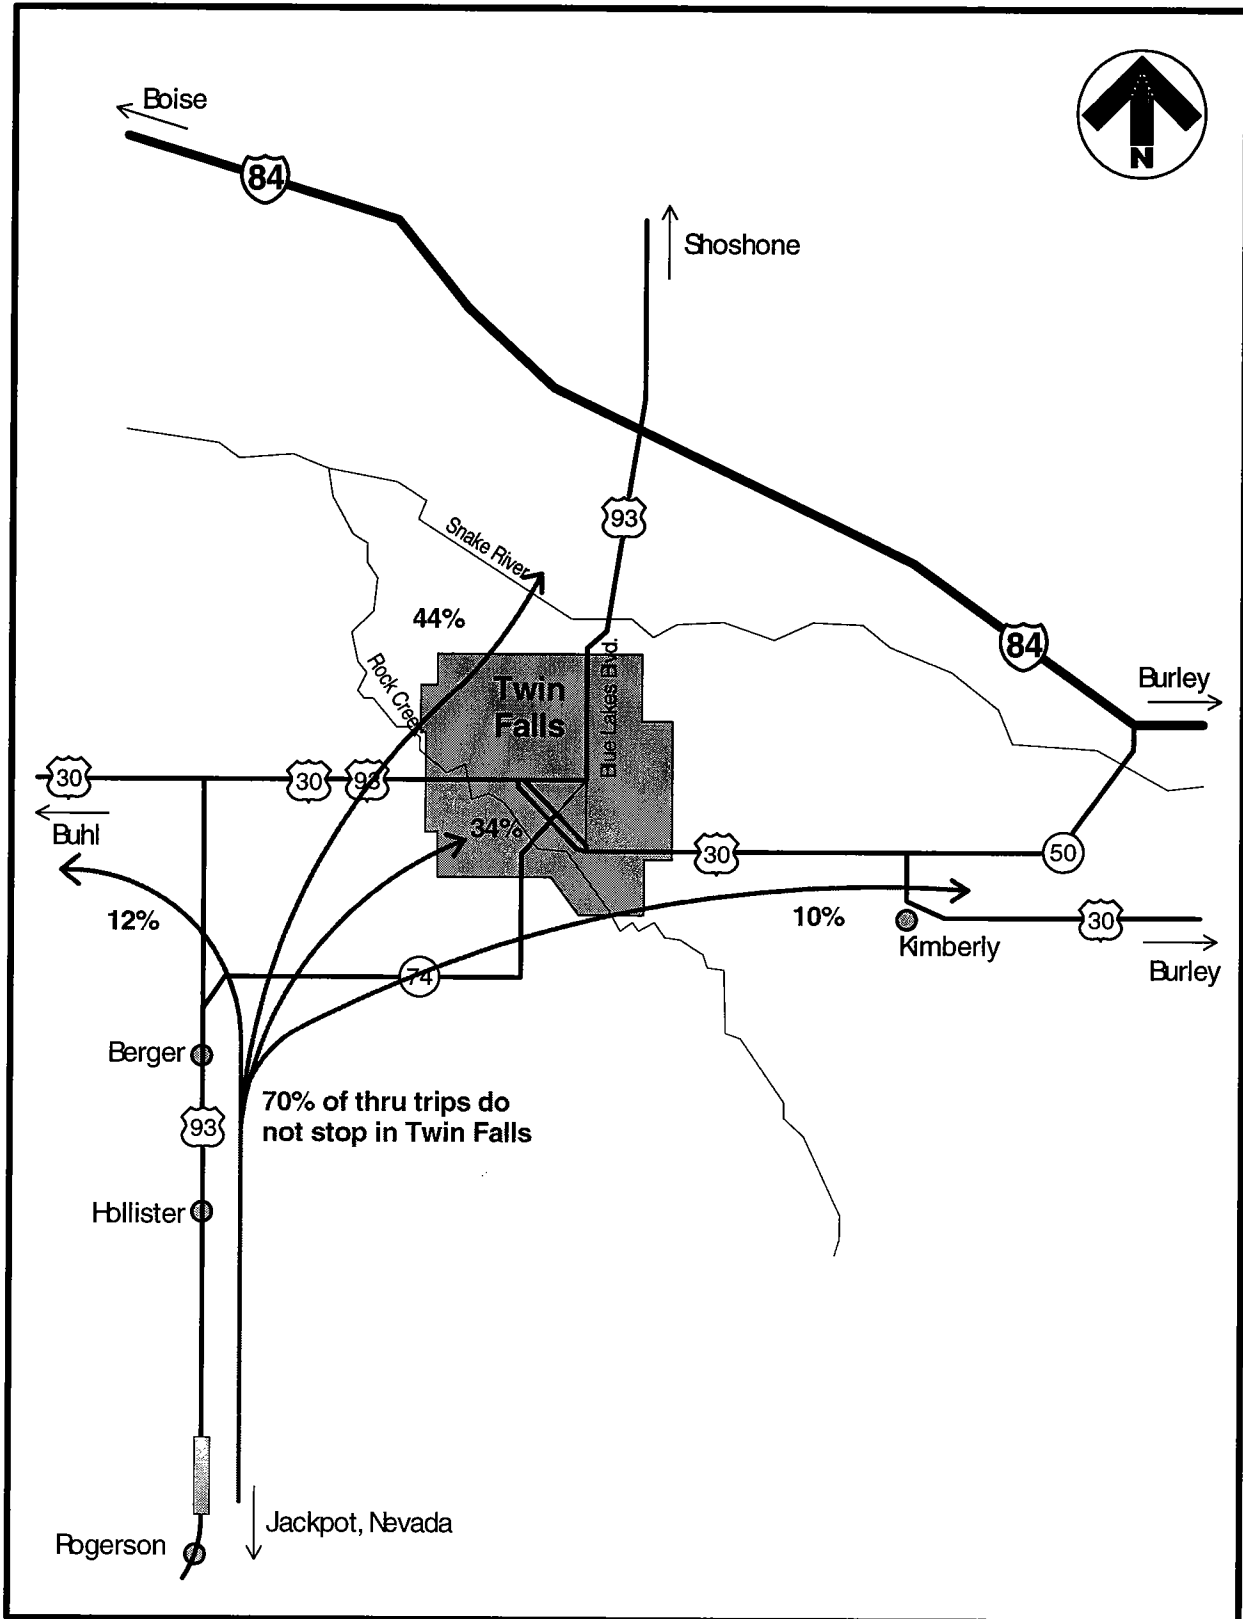 Boise
84
N
Shoshone
93
Snake River
44%
84
Rock Creek
Twin
Falls
Blue Lakes Blvd.
Burley
30
30
93
Buhl
34%
30
50
12%
10%
30
Kimberly
Burley
74
Berger
70% of thru trips do
not stop in Twin Falls
93
Hollister
Jackpot, Nevada
Rogerson